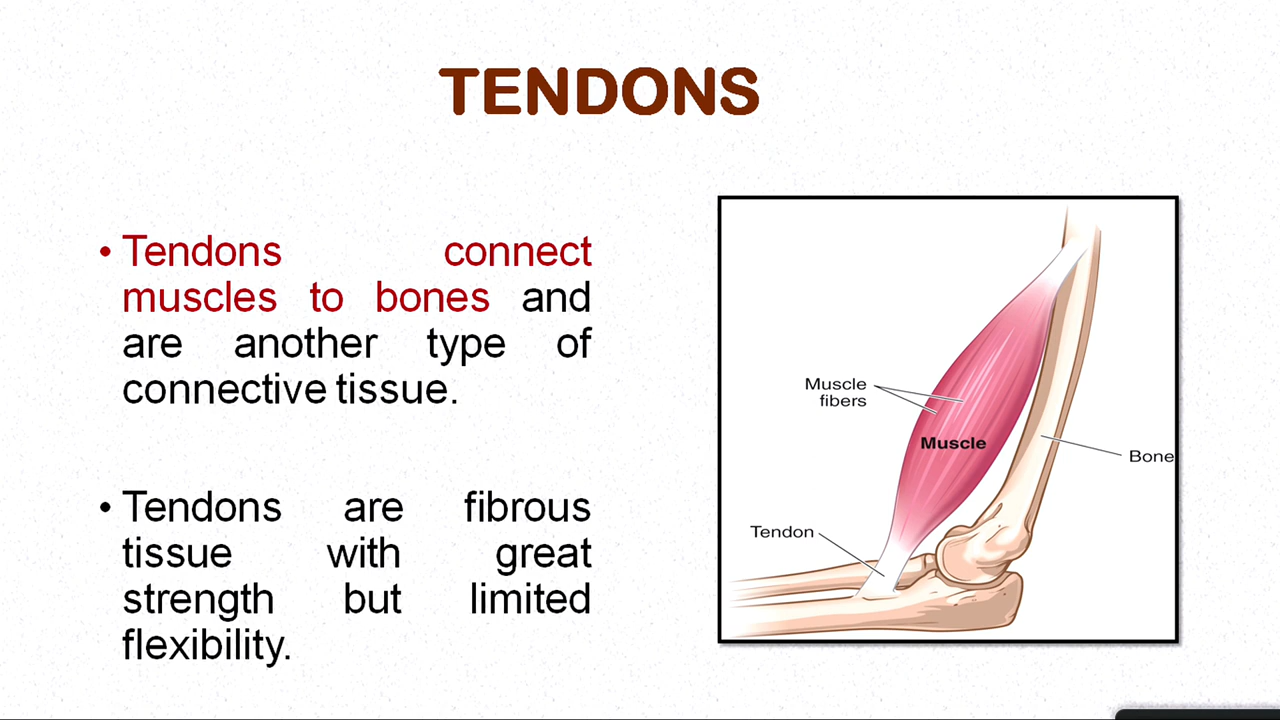 TENDONS
• Tendons connect
muscles to bones and
are another type of
connective tissue.
• Tendons are fibrous
tissue with great
strength but limited
flexibility.
Muscle
fibers
Muscle
Bone
Tendon